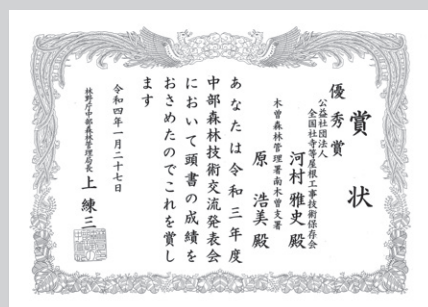 賞状
優秀賞
公益社団法人
全国社寺等屋根工事技術保存会
河村雅史殿
木曽森林管理署南木曽支署
原浩美殿
あなたは令和三年度
中部森林技術交流発表会
において頭書の成績を
おさめたのでこれを賞し
ます
令和四年一月二十七日
林野庁中部森林管理局長 上練三